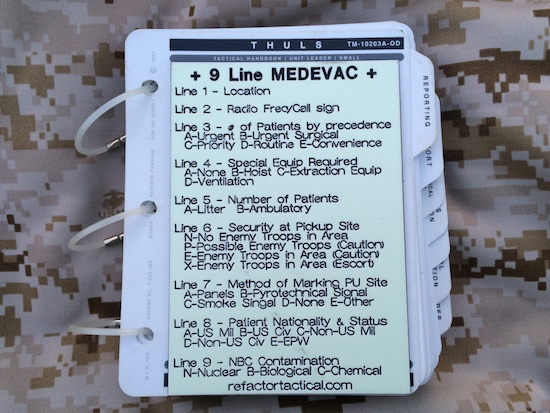 THULS
TM-10203A-OD
TACTICAL HANDBOOK | UNIT LEADER | SMALL
+ 9 Line MEDEVAC +
Line 1 - Location
Line 2 - Radio Freq/Call sign
Line 3 - # of Patients by precedence
A-Urgent B-Urgent Surgical
C-Priority D-Routine E-Convenience
Line 4 - Special Equip Required
A-None B-Hoist C-Extraction Equip
D-Ventilation
Line 5 - Number of Patients
A-Litter B-Ambulatory
Line 6 - Security at Pickup Site
N-No Enemy Troops in Area
P-Possible Enemy Troops (Caution)
E-Enemy Troops in Area (Caution)
X-Enemy Troops in Area (Escort)
Line 7 - Method of Marking PU Site
A-Panels B-Pyrotechnical Signal
C-Smoke Singal D-None E-Other
Line 8 - Patient Nationality & Status
A-US Mil B-US Civ C-Non-US Mil
D-Non-US Civ E-EPW
Line 9 - NBC Contamination
N-Nuclear B-Biological C-Chemical
refactortactical.com
REPORTING